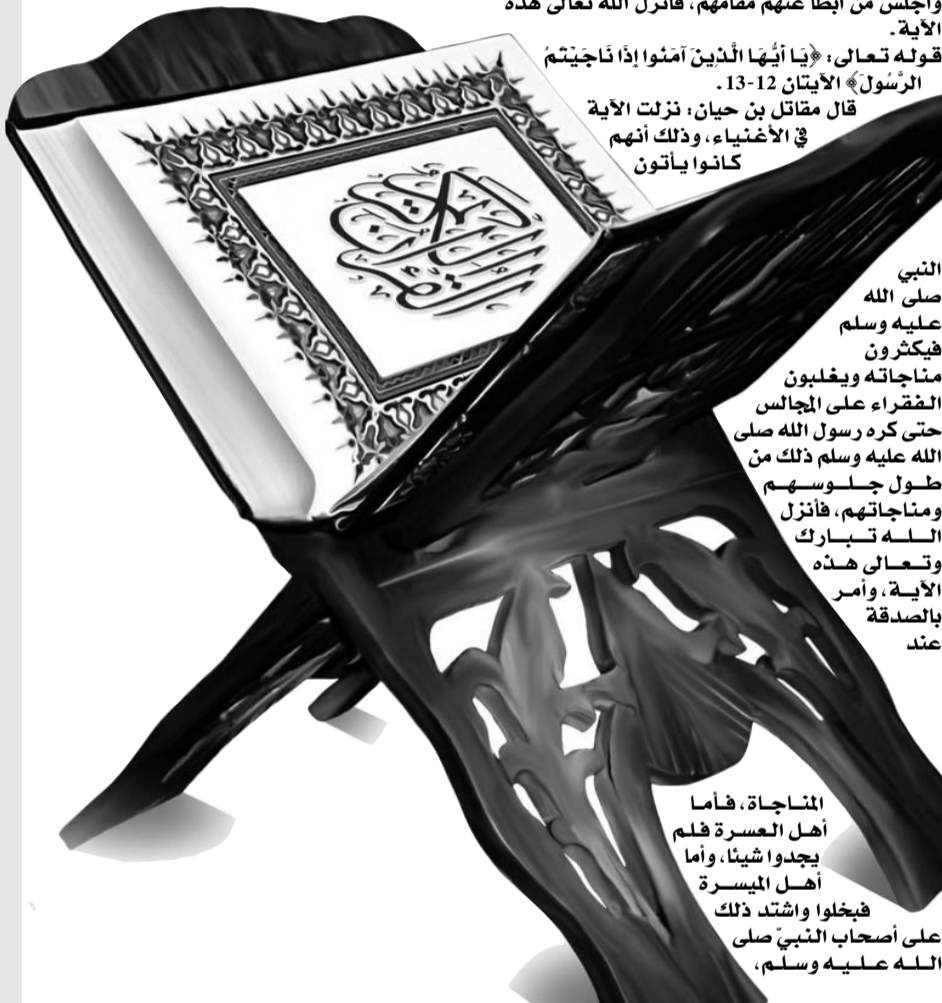 وأجلس من أبطأ عنهم مقامهم، فأنزل الله تعالى هذه
الآية.
قوله تعالى: ﴿يَا أَيُّهَا الَّذِينَ آمَنُوا إِذَا نَاجَيْتُمُ
الرَّسُولَ﴾ الآيتان 12-13.
قال مقاتل بن حيان: نزلت الآية
في الأغنياء، وذلك أنهم
كانوا يأتون
النبي
صلى الله
عليه وسلم
فيكثرون
مناجاته ويغلبون
الفقراء على المجالس
حتى كره رسول الله صلى
الله عليه وسلم ذلك من
طول جلوسهم
ومناجاتهم، فأنزل
الله تبارك
وتعالى هذه
الآية، وأمر
بالصدقة
عند
المناجاة، فأما
أهل العسرة فلم
يجدوا شيئا، وأما
أهل الميسرة
فبخلوا واشتد ذلك
على أصحاب النبيّ صلى
الله عليه وسلم،